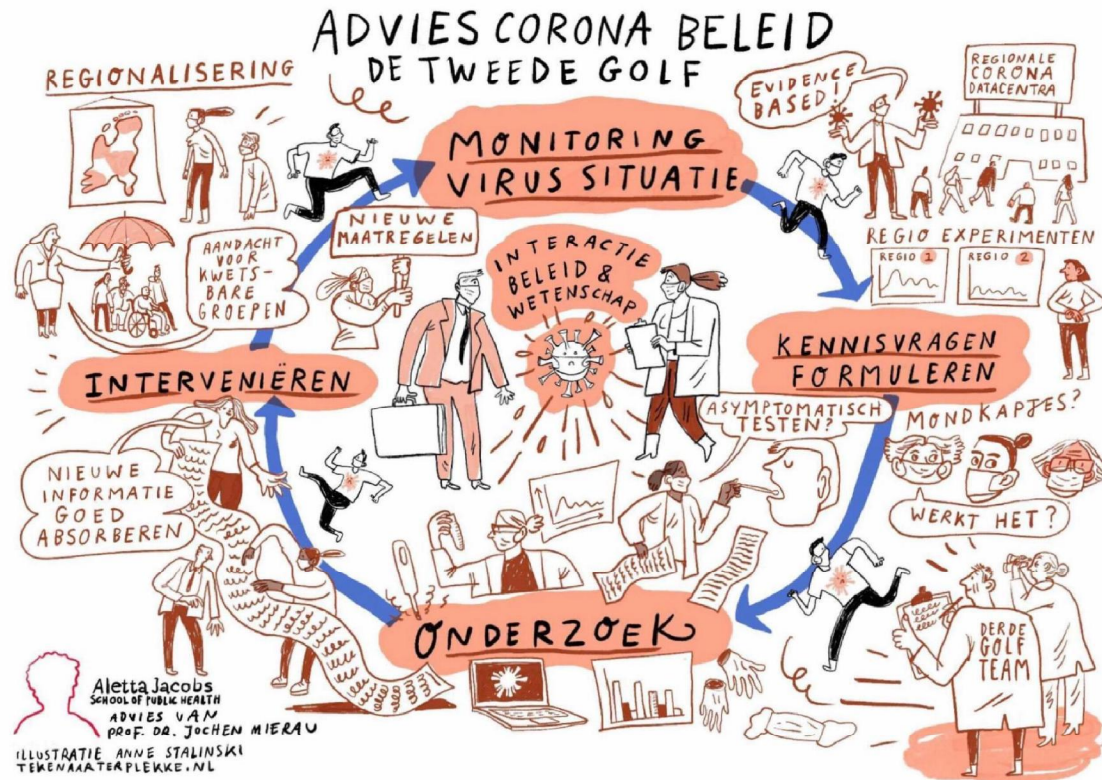 ADVIES CORONA BELEID
DE TWEEDE GOLF
REGIONALISERING
EVIDENCE
BASED!
REGIONALE
CORONA
DATACENTRA
MONITORING
VIRUS SITUATIE
NIEUWE
MAATREGELEN
AANDACHT
VOOR
KWETS-
BARE
GROEPEN
INTERACTIE
BELEID &
WETENSCHAP
REGIO EXPERIMENTEN
REGIO 1
REGIO 2
INTERVENIËREN
KENNISVRAGEN
FORMULEREN
ASYMPTOMATISCH
TESTEN?
MONDKAPJES?
WERKT HET?
NIEUWE
INFORMATIE
GOED
ABSORBEREN
ONDERZOEK
DERDE
GOLF
TEAM
Aletta Jacobs
SCHOOL OF PUBLIC HEALTH
ADVIES VAN
PROF. DR. JOCHEN MIERAU
ILLUSTRATIE ANNE STALINSKI
TEKENAARTERPLEKKE.NL